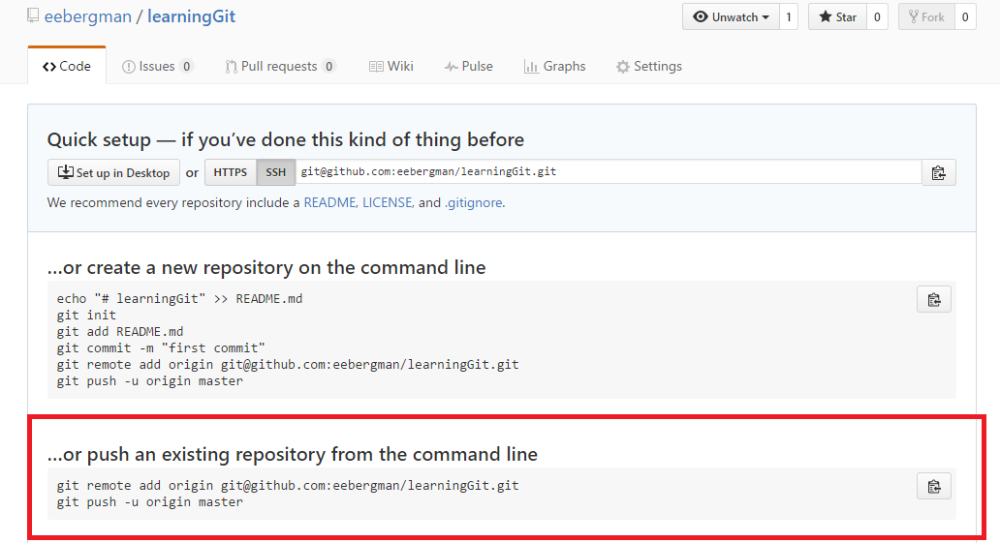 eebergman / learningGit
Unwatch 1 Star 0 Fork 0
Code Issues 0 Pull requests 0 Wiki Pulse Graphs Settings
Quick setup — if you’ve done this kind of thing before
Set up in Desktop or HTTPS SSH git@github.com:eebergman/learningGit.git
We recommend every repository include a README, LICENSE, and .gitignore.
…or create a new repository on the command line
echo "# learningGit" >> README.md
git init
git add README.md
git commit -m "first commit"
git remote add origin git@github.com:eebergman/learningGit.git
git push -u origin master
…or push an existing repository from the command line
git remote add origin git@github.com:eebergman/learningGit.git
git push -u origin master